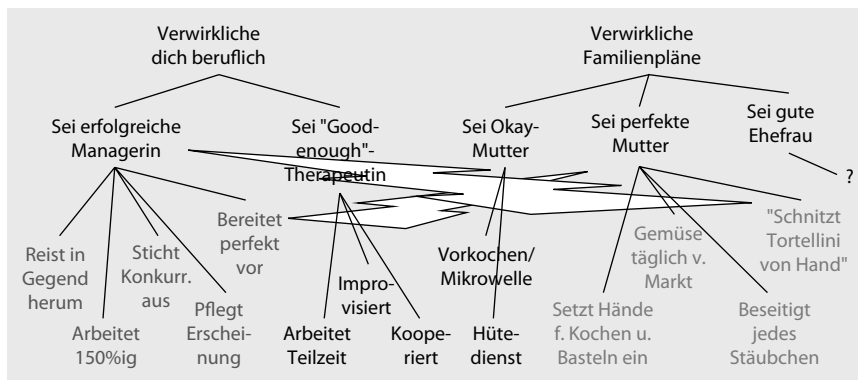 Verwirkliche
dich beruflich
Verwirkliche
Familienpläne
Sei erfolgreiche
Managerin
Sei "Good-
enough"-
Therapeutin
Sei Okay-
Mutter
Sei perfekte
Mutter
Sei gute
Ehefrau
?
Reist in
Gegend
herum
Arbeitet
150%ig
Sticht
Konkurr.
aus
Pflegt
Erschei-
nung
Bereitet
perfekt
vor
Arbeitet
Teilzeit
Impro-
visiert
Koope-
riert
Vorkochen/
Mikrowelle
Hüte-
dienst
Setzt Hände
f. Kochen u.
Basteln ein
Gemüse
täglich v.
Markt
Beseitigt
jedes
Stäubchen
"Schnitzt
Tortellini
von Hand"